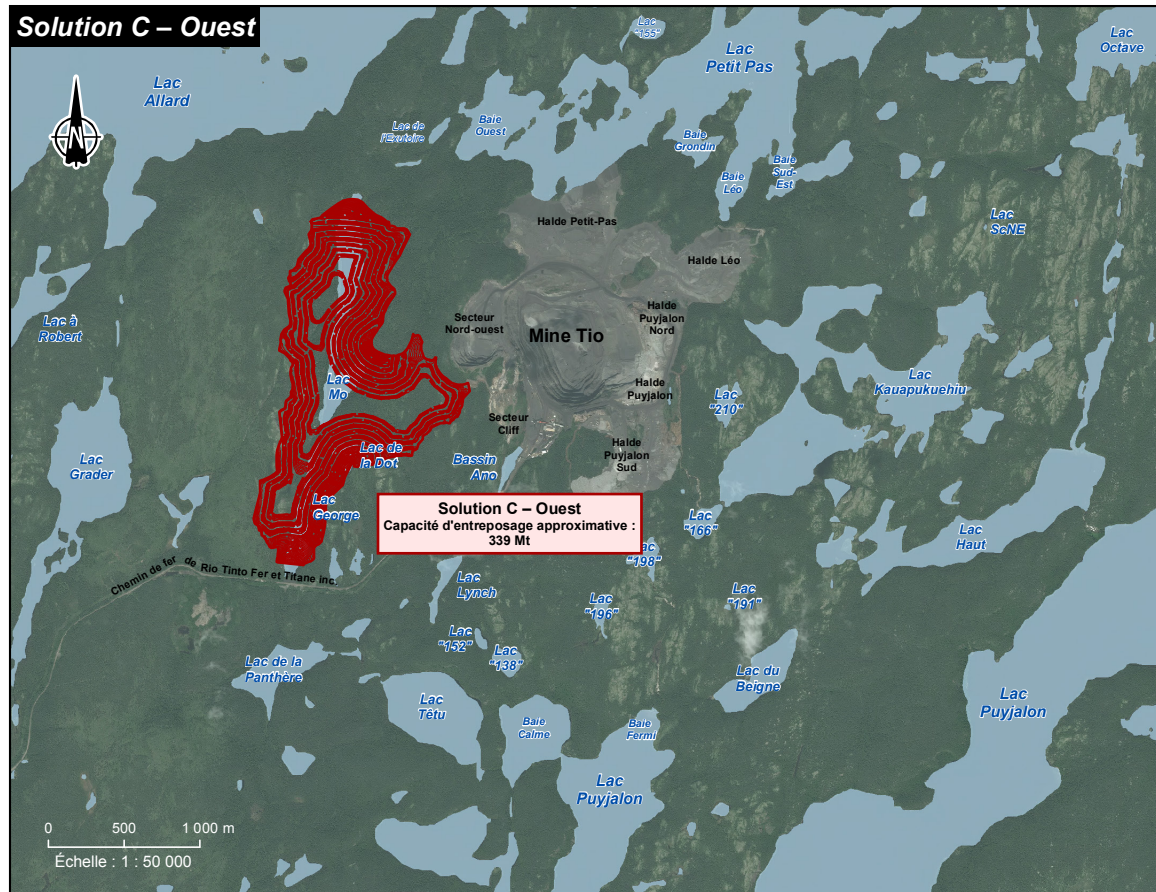 Solution C – Ouest
Lac
"155"
Lac
Octave
Lac
Petit Pas
Lac
Allard
Baie
Ouest
Lac de
l'Exutoire
Baie
Grondin
Baie
Sud-
Est
Baie
Léo
N
Halde Petit-Pas
Lac
ScNE
Halde Léo
Lac à
Robert
Secteur
Nord-ouest
Mine Tio
Halde
Puyjalon
Nord
Lac
Mo
Halde
Puyjalon
Lac
Kauapukuehiu
Lac
"210"
Secteur
Cliff
Lac de
la Dot
Halde
Puyjalon
Sud
Bassin
Ano
Lac
Grader
Lac
George
Solution C – Ouest
Capacité d'entreposage approximative :
339 Mt
Lac
"166"
Lac
Haut
Lac
"198"
Chemin de fer de Rio Tinto Fer et Titane inc.
Lac
Lynch
Lac
"196"
Lac
"191"
Lac
"152"
Lac
"138"
Lac de la
Panthère
Lac du
Beigne
Lac
Puyjalon
Lac
Têtu
Baie
Calme
Baie
Fermi
Lac
Puyjalon
0 500 1 000 m
Échelle : 1 : 50 000